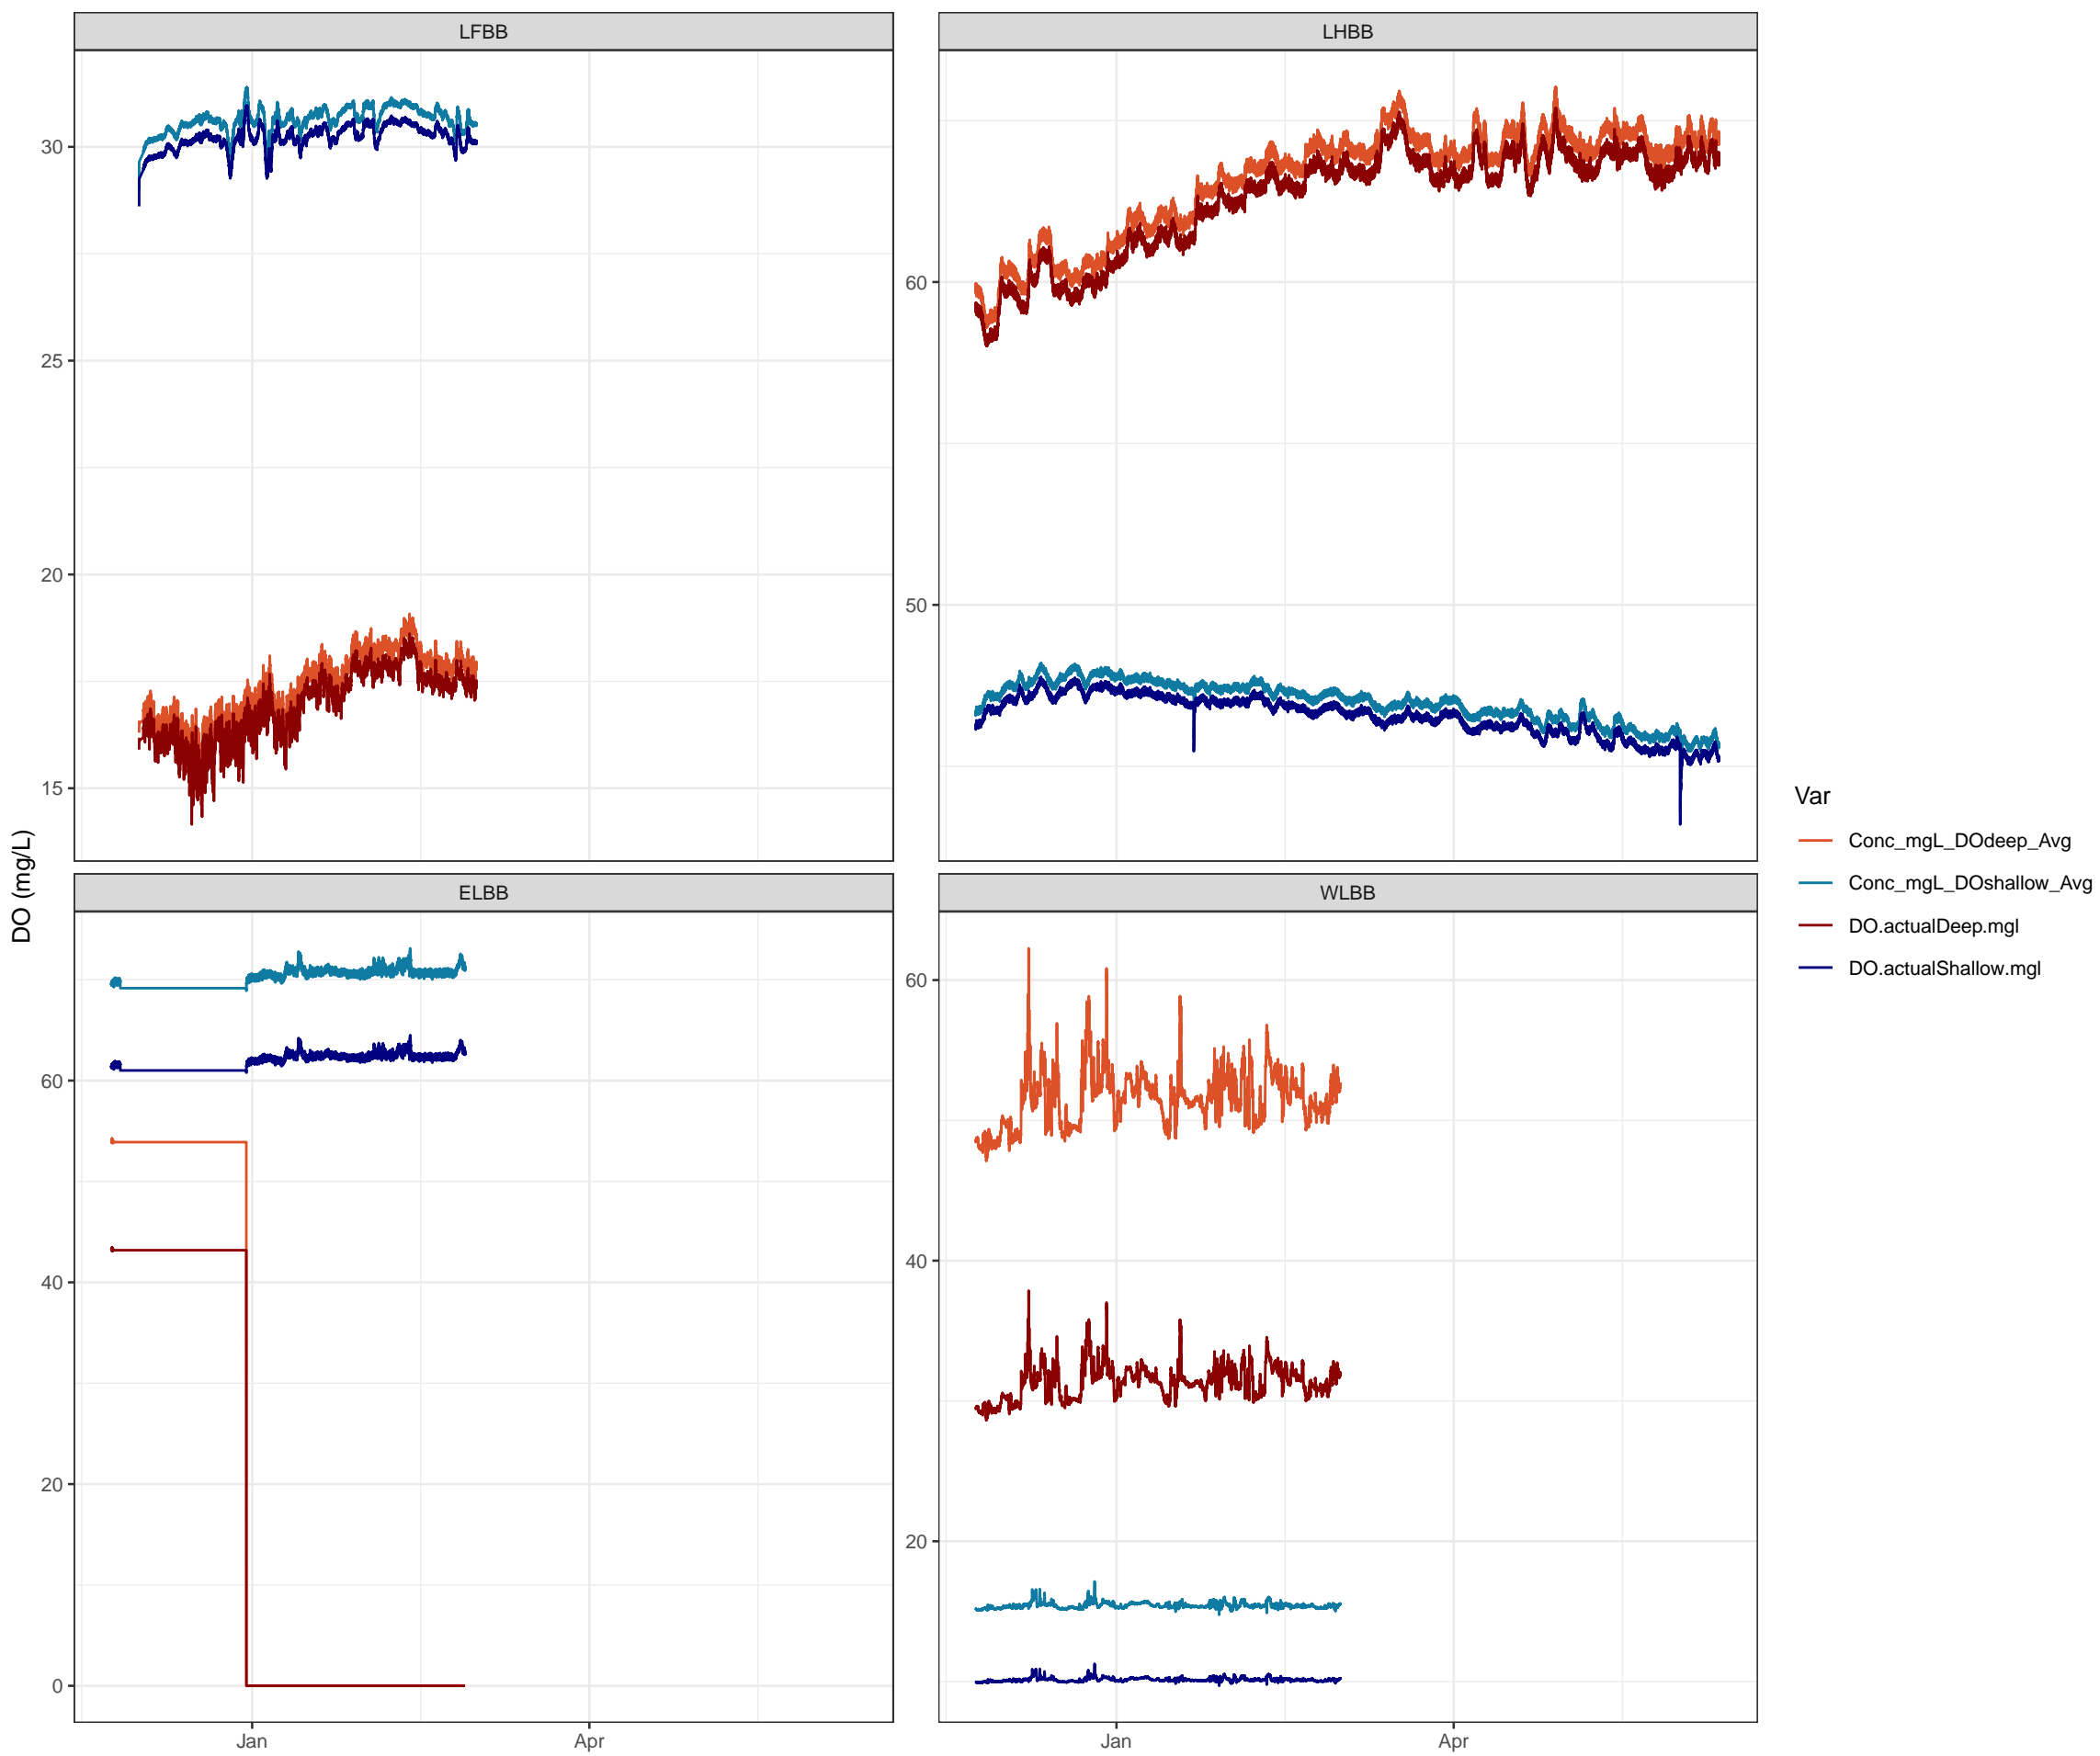 LFBB
LHBB
30
25
20
15
60
50
DO (mg/L)
ELBB
WLBB
60
40
20
0
60
40
20
Jan
Apr
Jan
Apr
Var
Conc_mgL_DOdeep_Avg
Conc_mgL_DOshallow_Avg
DO.actualDeep.mgl
DO.actualShallow.mgl